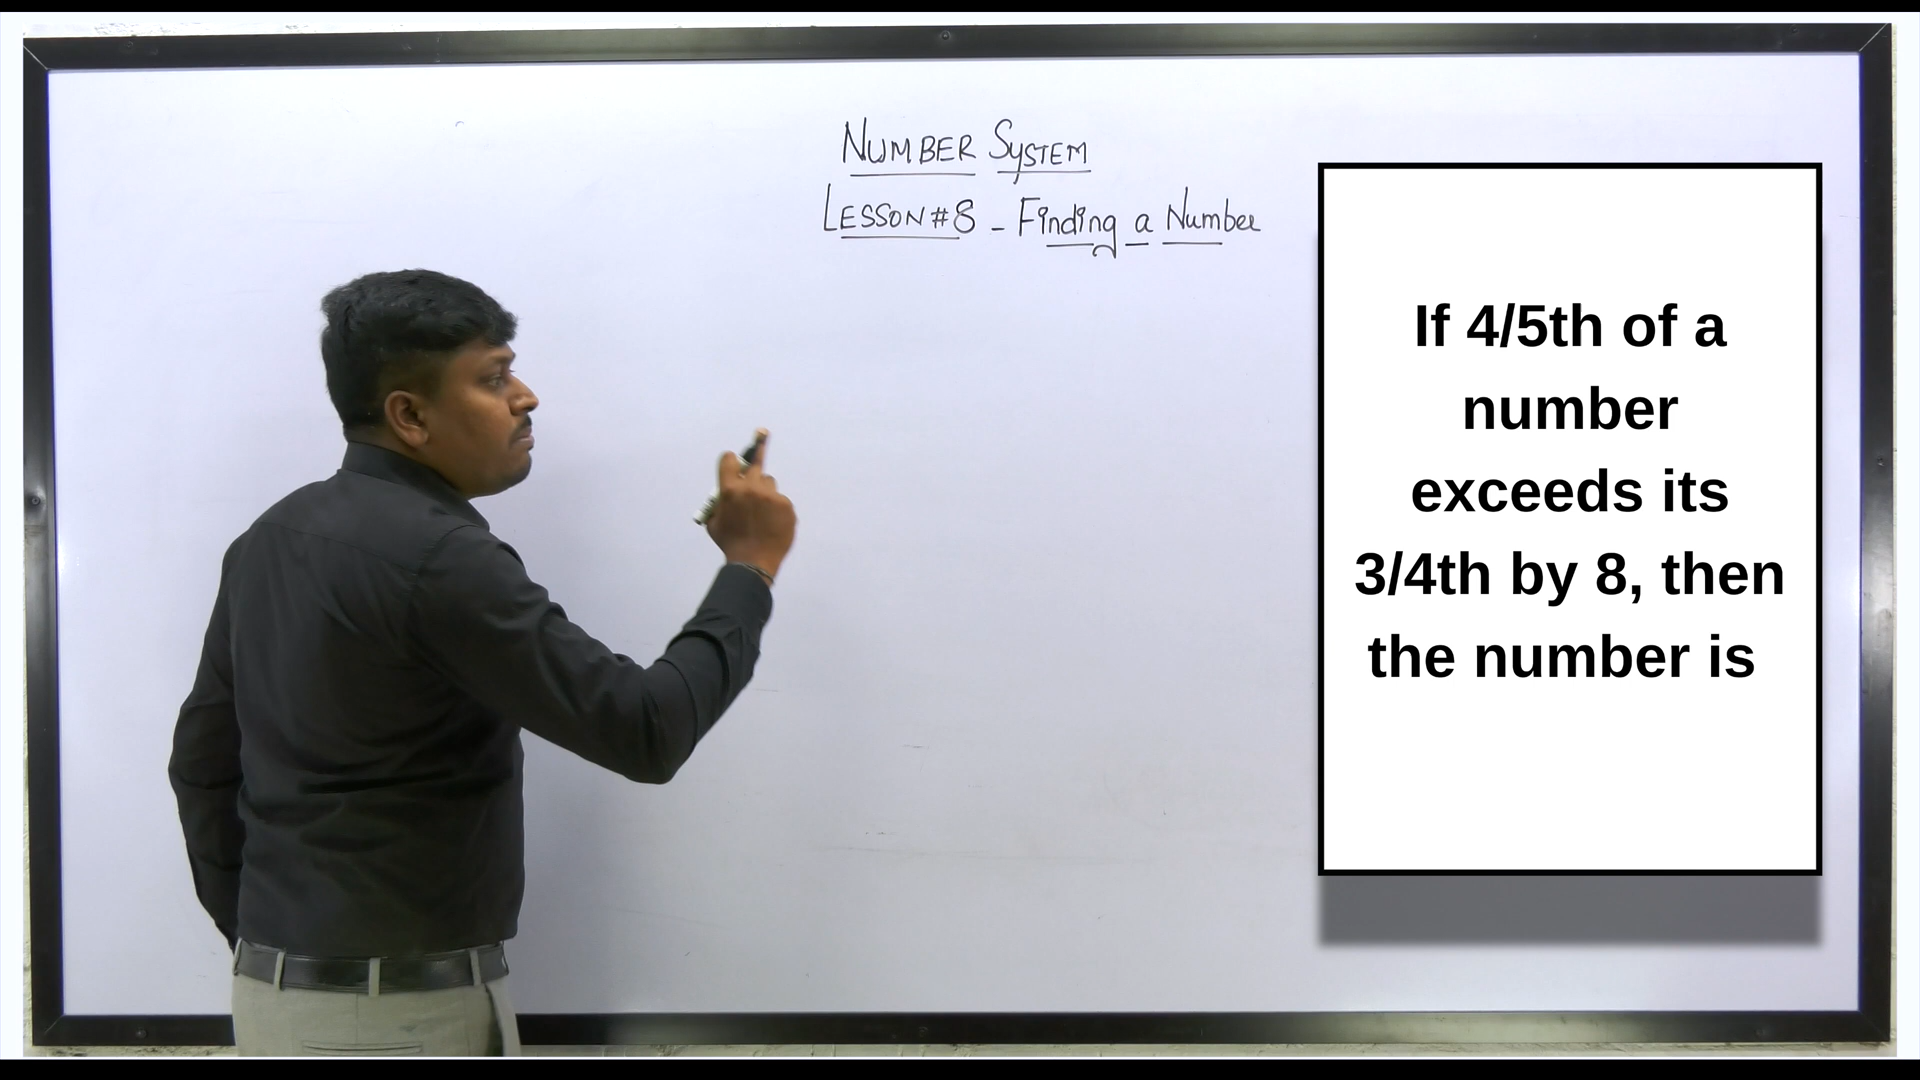 NUMBER SYSTEM
LESSON#8 - Finding a Number
If 4/5th of a
number
exceeds its
3/4th by 8, then
the number is